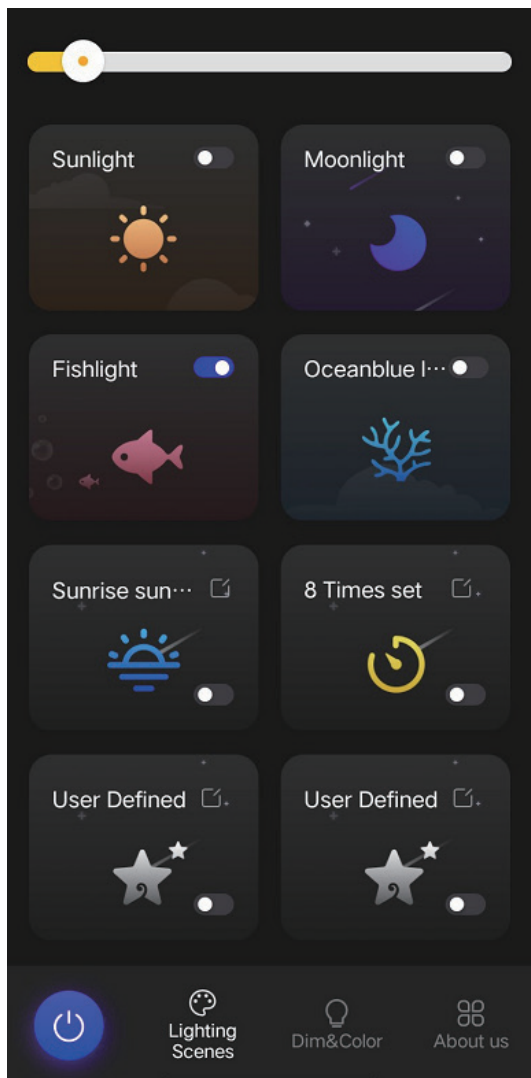 Sunlight
Moonlight
Fishlight
Oceanblue l···
Sunrise sun···
8 Times set
User Defined
User Defined
Lighting
Scenes
Dim&Color
About us